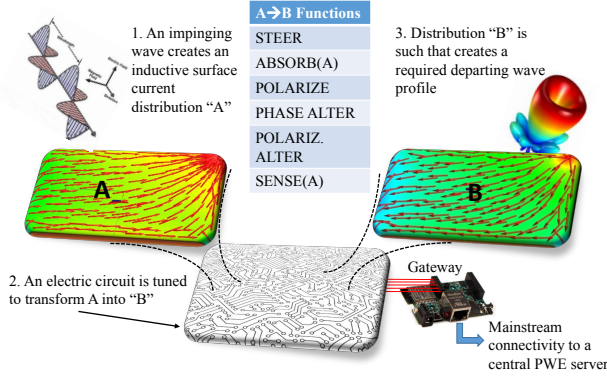 1. An impinging
wave creates an
inductive surface
current
distribution “A”
A→B Functions
STEER
ABSORB(A)
POLARIZE
PHASE ALTER
POLARIZ.
ALTER
SENSE(A)
3. Distribution “B” is
such that creates a
required departing wave
profile
A
B
2. An electric circuit is tuned
to transform A into “B”
Gateway
Mainstream
connectivity to a
central PWE server